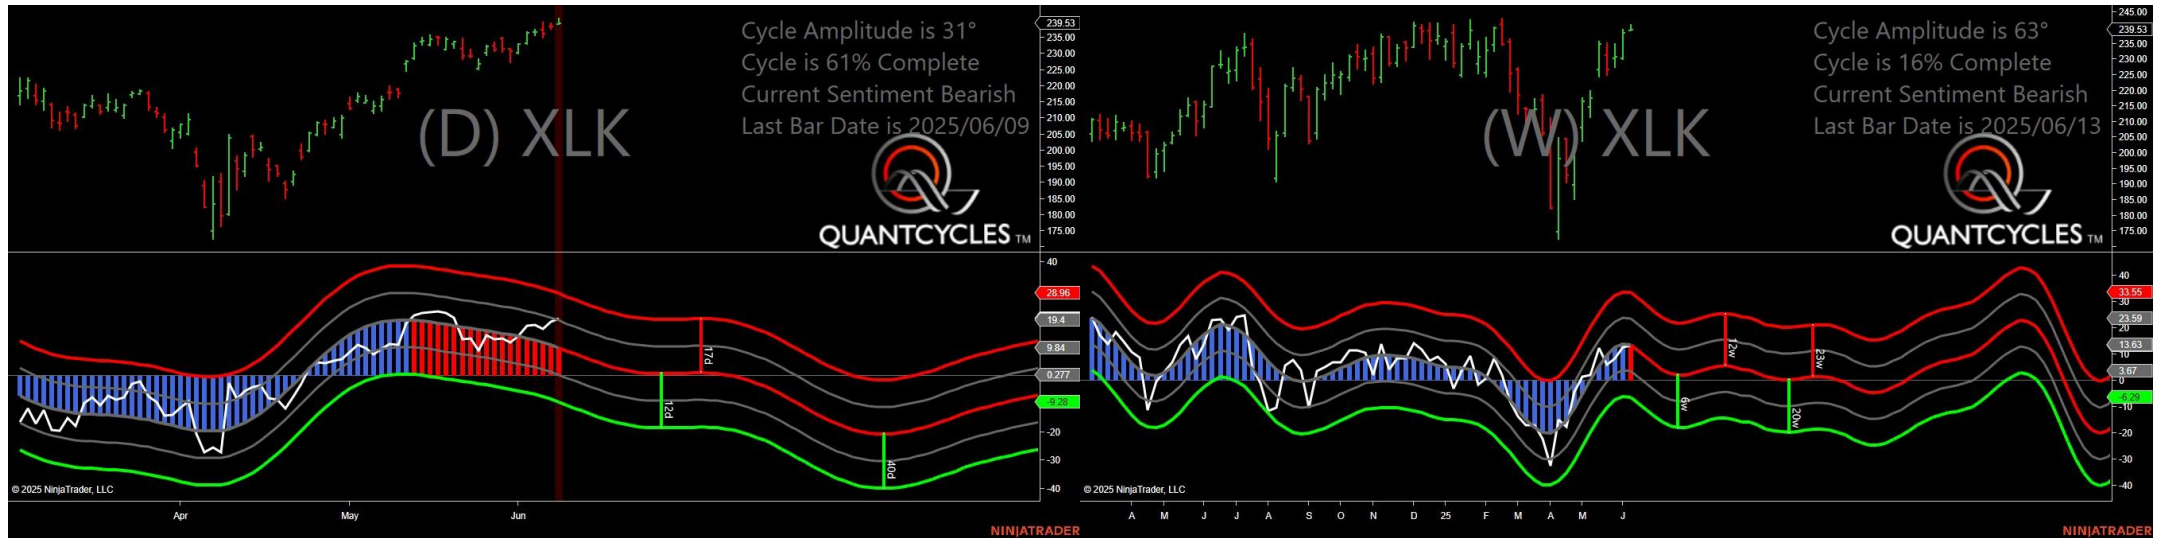 Cycle Amplitude is 31°
Cycle is 61% Complete
Current Sentiment Bearish
Last Bar Date is 2025/06/09
(D) XLK
QUANTCYCLES TM
239.53
235.00
230.00
225.00
220.00
215.00
210.00
205.00
200.00
195.00
190.00
185.00
180.00
175.00
40
28.96
19.4
9.84
0.277
-9.28
-20
-30
-40
17d
12d
40d
© 2025 NinjaTrader, LLC
Apr
May
Jun
NINJATRADER
Cycle Amplitude is 63°
Cycle is 16% Complete
Current Sentiment Bearish
Last Bar Date is 2025/06/13
(W) XLK
QUANTCYCLES TM
245.00
239.53
235.00
230.00
225.00
220.00
215.00
210.00
205.00
200.00
195.00
190.00
185.00
180.00
175.00
40
33.55
23.59
20
13.63
10
3.67
0
-6.29
-10
-20
-30
-40
12w
23w
6w
20w
© 2025 NinjaTrader, LLC
A
M
J
J
A
S
O
N
D
25
F
M
A
M
J
NINJATRADER